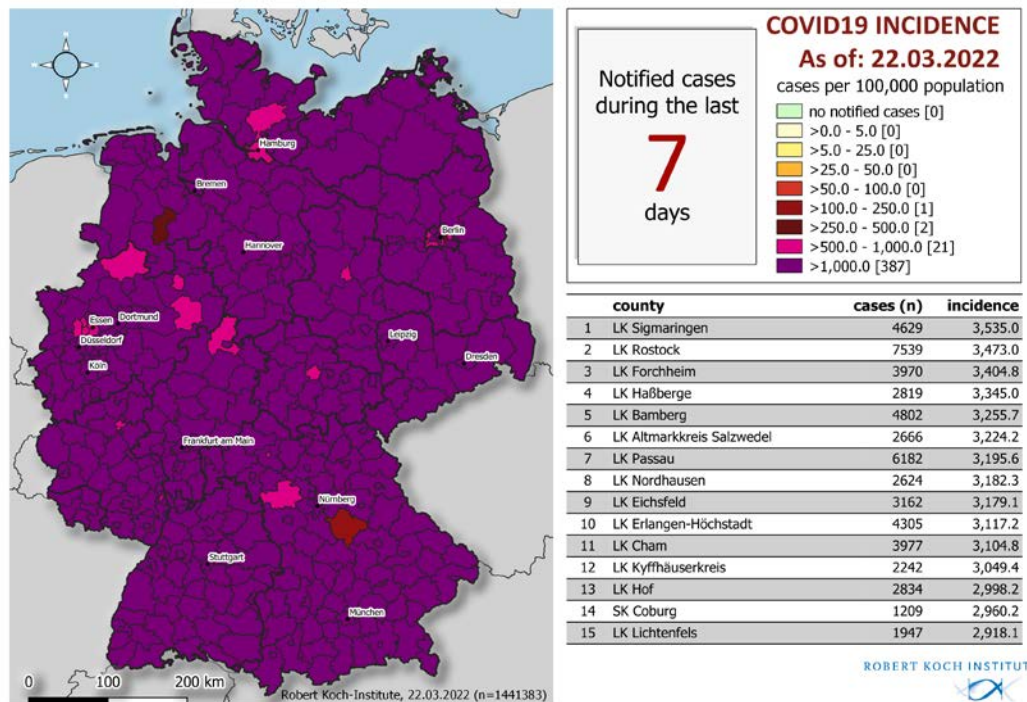 Hamburg
Bremen
Berlin
Hannover
Essen
Dortmund
Düsseldorf
Leipzig
Dresden
Köln
Frankfurt am Main
Nürnberg
Stuttgart
München
0 100 200 km
Robert Koch-Institute, 22.03.2022 (n=1441383)
Notified cases
during the last
7
days
COVID19 INCIDENCE
As of: 22.03.2022
cases per 100,000 population
no notified cases [0]
>0.0 - 5.0 [0]
>5.0 - 25.0 [0]
>25.0 - 50.0 [0]
>50.0 - 100.0 [0]
>100.0 - 250.0 [1]
>250.0 - 500.0 [2]
>500.0 - 1,000.0 [21]
>1,000.0 [387]
county cases (n) incidence
1 LK Sigmaringen 4629 3,535.0
2 LK Rostock 7539 3,473.0
3 LK Forchheim 3970 3,404.8
4 LK Haßberge 2819 3,345.0
5 LK Bamberg 4802 3,255.7
6 LK Altmarkkreis Salzwedel 2666 3,224.2
7 LK Passau 6182 3,195.6
8 LK Nordhausen 2624 3,182.3
9 LK Eichsfeld 3162 3,179.1
10 LK Erlangen-Höchstadt 4305 3,117.2
11 LK Cham 3977 3,104.8
12 LK Kyffhäuserkreis 2242 3,049.4
13 LK Hof 2834 2,998.2
14 SK Coburg 1209 2,960.2
15 LK Lichtenfels 1947 2,918.1
ROBERT KOCH INSTITUT